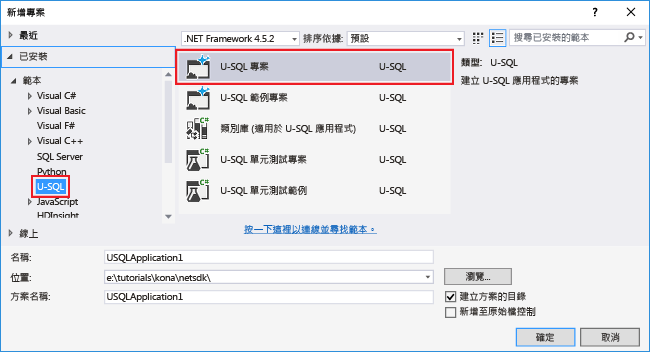 新增專案
? ×
最近
.NET Framework 4.5.2 排序依據: 預設 搜尋已安裝的範本
已安裝
範本
Visual C#
Visual Basic
Visual F#
Visual C++
SQL Server
Python
U-SQL
JavaScript
HDInsight
線上
U-SQL 專案 U-SQL
U-SQL 範例專案 U-SQL
C# 類別庫 (適用於 U-SQL 應用程式) U-SQL
C# U-SQL 單元測試專案 U-SQL
C# U-SQL 單元測試範例 U-SQL
按一下這裡以連線並尋找範本。
類型: U-SQL
建立 U-SQL 應用程式的專案
名稱: USQLApplication1
位置: e:\tutorials\kona\netsdk\ 瀏覽...
方案名稱: USQLApplication1
建立方案的目錄
新增至原始檔控制
確定 取消